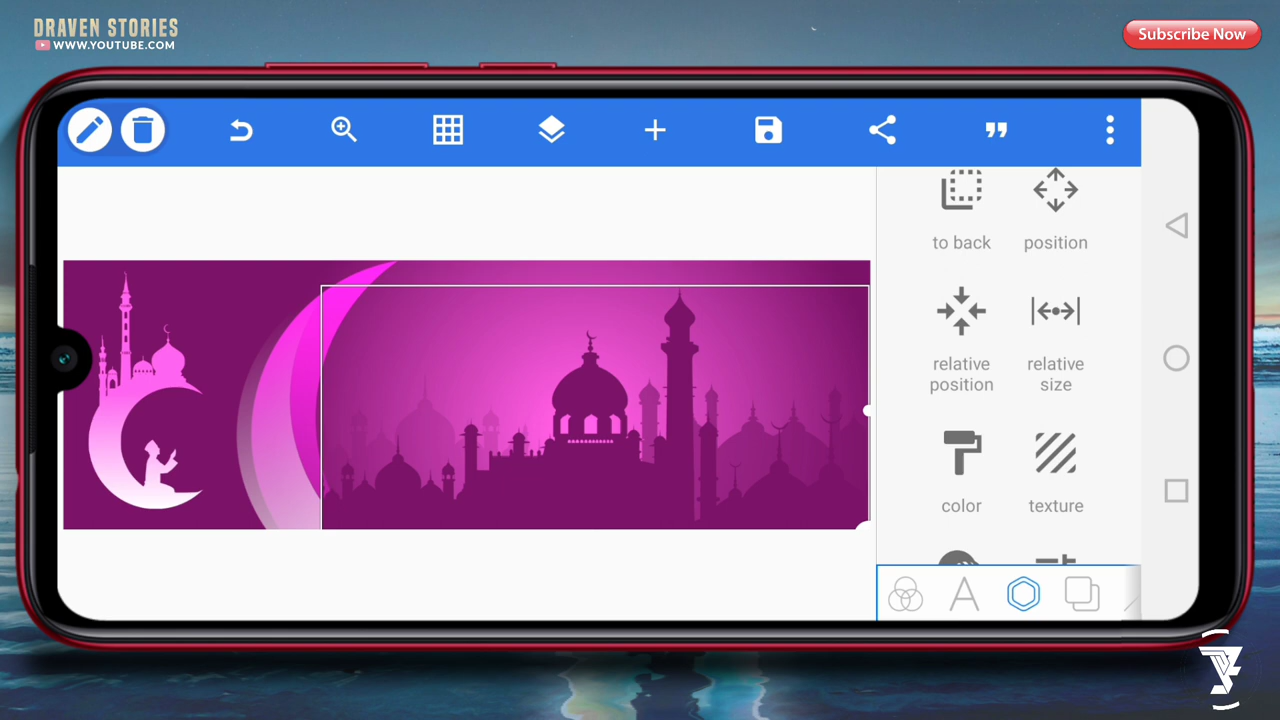 DRAVEN STORIES
WWW.YOUTUBE.COM
Subscribe Now
to back
position
relative
position
relative
size
color
texture